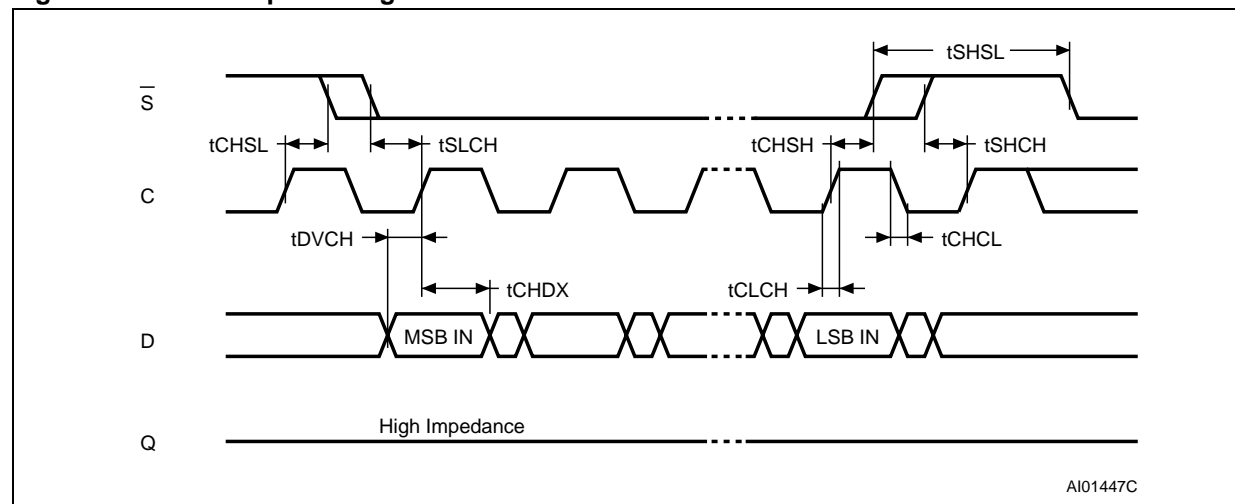 tSHSL
S
tCHSL
tSLCH
tCHSH
tSHCH
C
tDVCH
tCHCL
tCHDX
tCLCH
D
MSB IN
LSB IN
High Impedance
Q
AI01447C